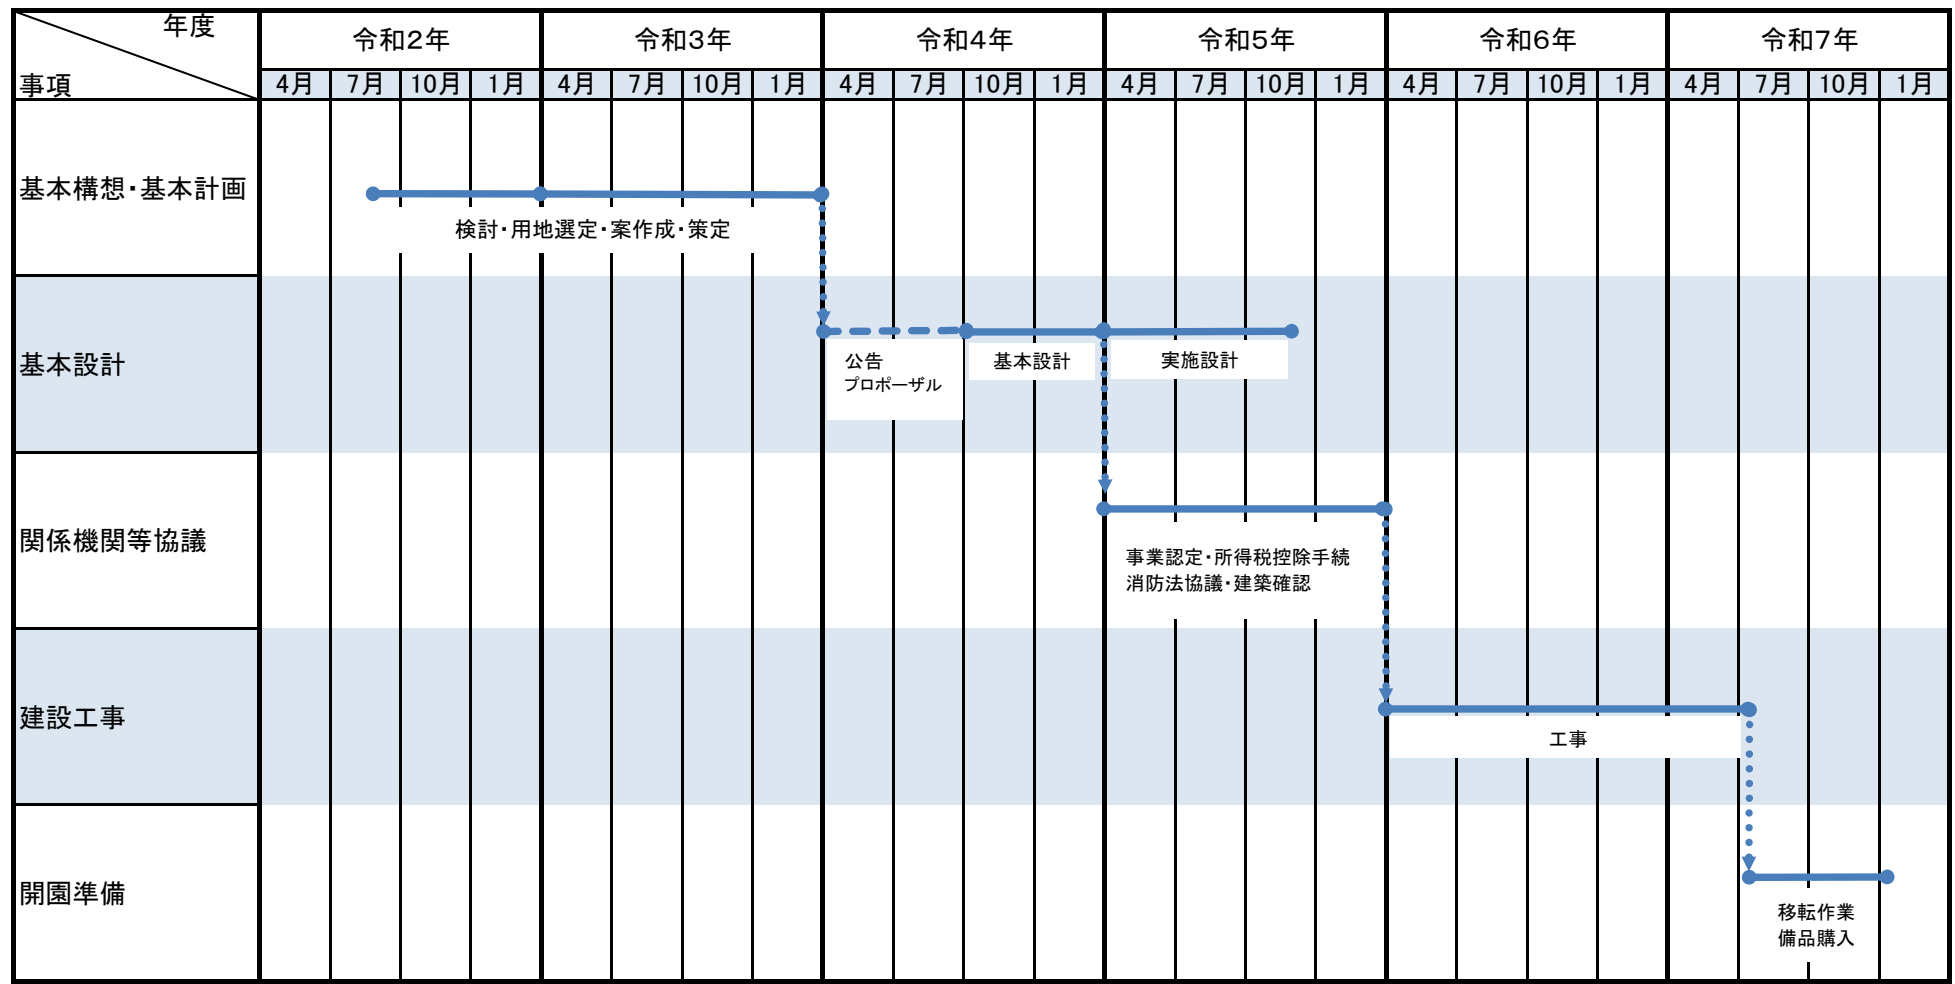 年度
事項
令和2年 令和3年 令和4年 令和5年 令和6年 令和7年
4月 7月 10月 1月 4月 7月 10月 1月 4月 7月 10月 1月 4月 7月 10月 1月 4月 7月 10月 1月 4月 7月 10月 1月
基本構想・基本計画
検討・用地選定・案作成・策定
基本設計
公告
プロポーザル
基本設計
実施設計
関係機関等協議
事業認定・所得税控除手続
消防法協議・建築確認
建設工事
工事
開園準備
移転作業
備品購入